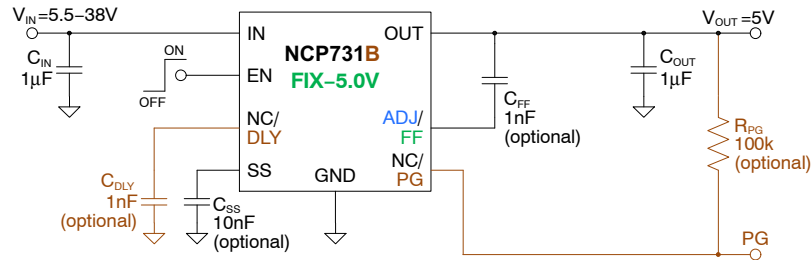 VIN=5.5-38V
VOUT=5V
IN
OUT
CIN
1µF
ON
OFF
EN
NCP731B
FIX−5.0V
COUT
1µF
CFF
1nF
(optional)
NC/
DLY
ADJ/
FF
RPG
100k
(optional)
NC/
PG
SS
GND
CDLY
1nF
(optional)
CSS
10nF
(optional)
PG